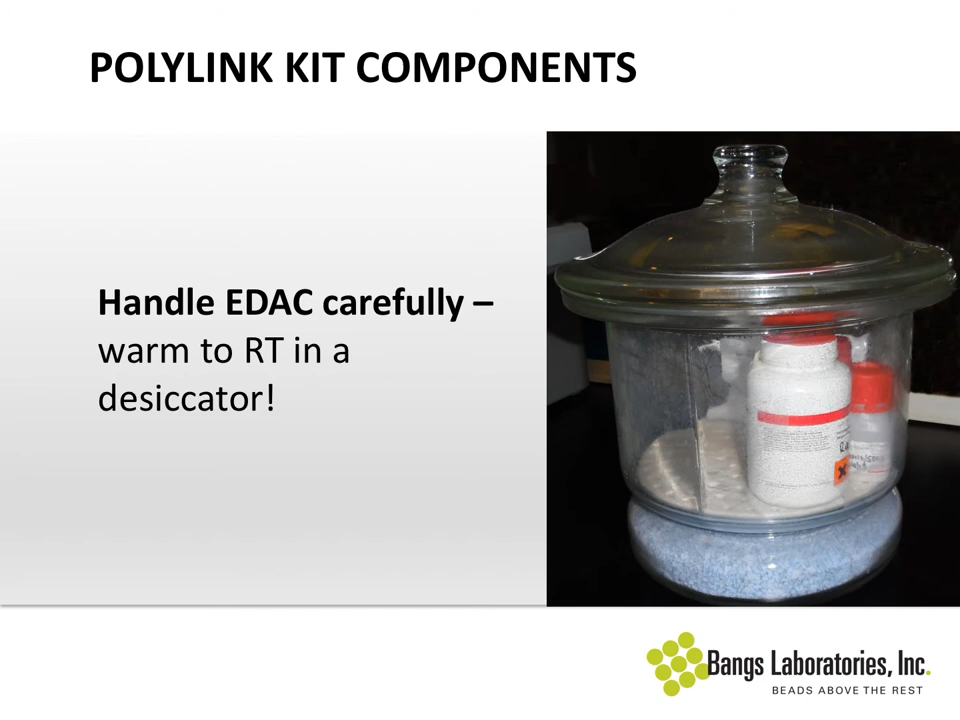 POLYLINK KIT COMPONENTS
Handle EDAC carefully –
warm to RT in a
desiccator!
Bangs Laboratories, Inc.
BEADS ABOVE THE REST